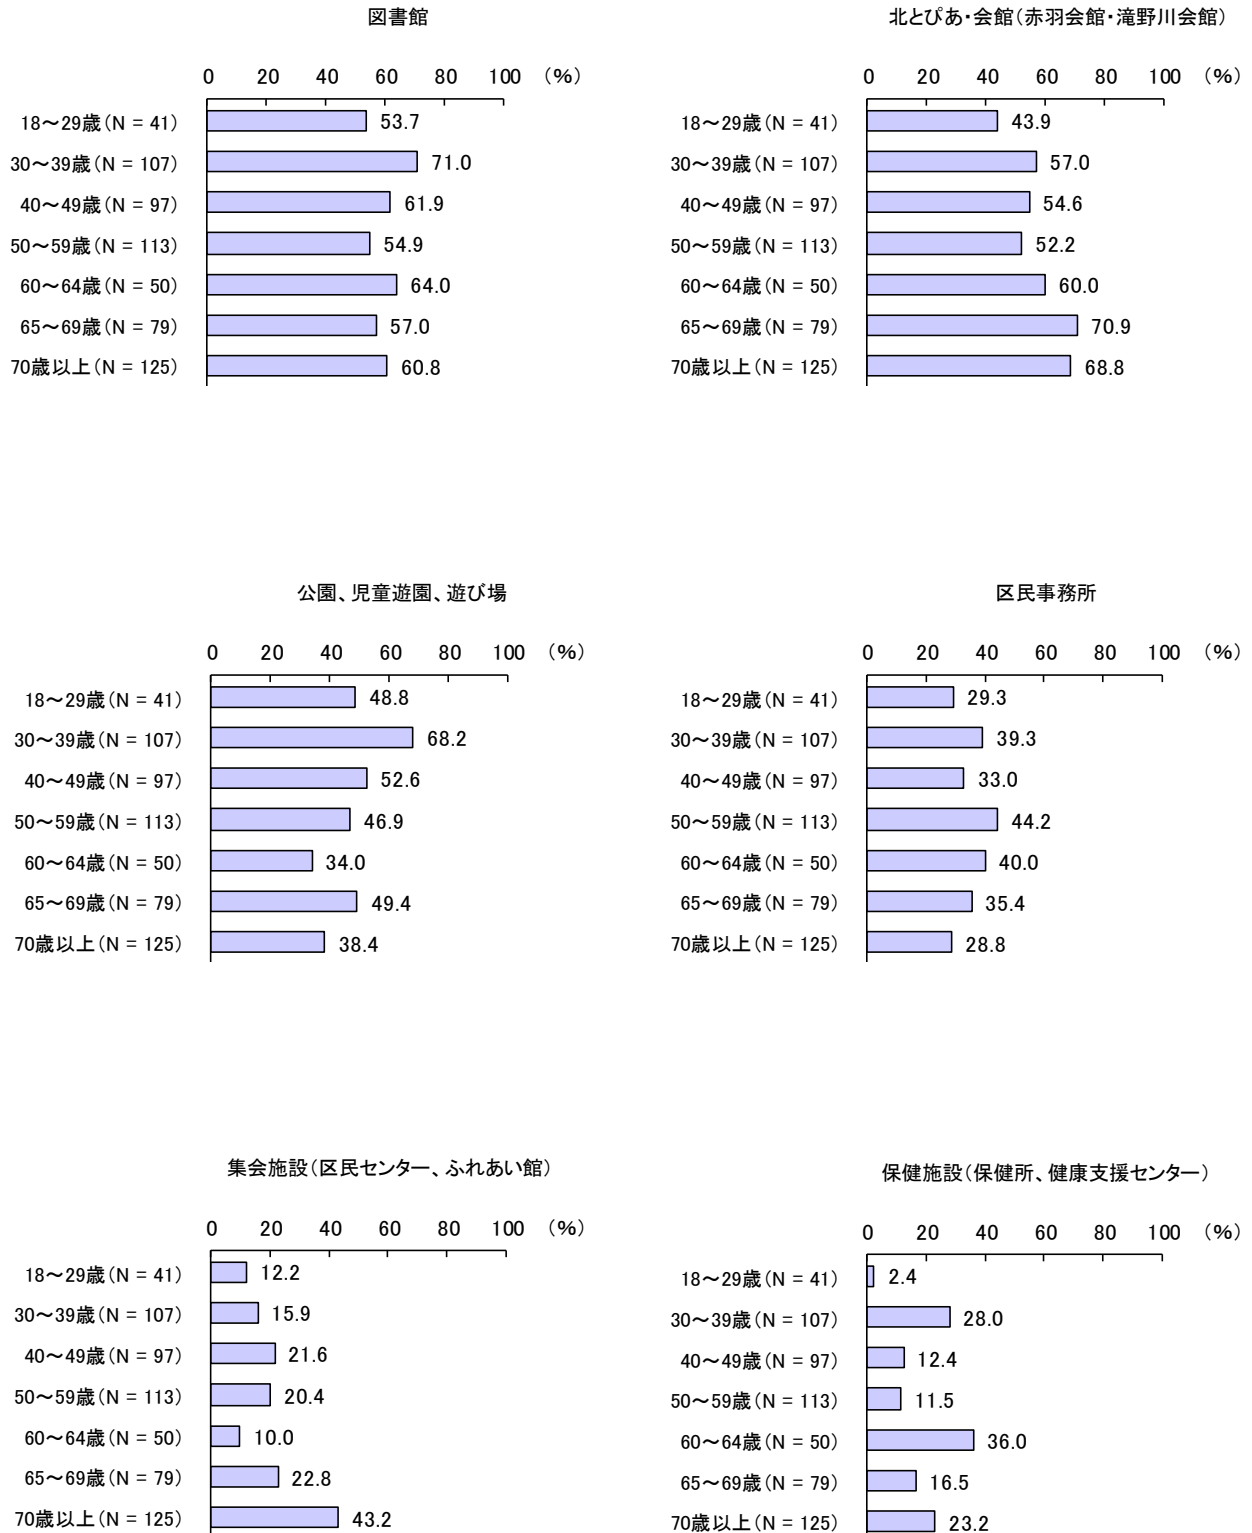 図書館
0 20 40 60 80 100 (%)
18～29歳(N = 41) 53.7
30～39歳(N = 107) 71.0
40～49歳(N = 97) 61.9
50～59歳(N = 113) 54.9
60～64歳(N = 50) 64.0
65～69歳(N = 79) 57.0
70歳以上(N = 125) 60.8
北とぴあ・会館(赤羽会館・滝野川会館)
0 20 40 60 80 100 (%)
18～29歳(N = 41) 43.9
30～39歳(N = 107) 57.0
40～49歳(N = 97) 54.6
50～59歳(N = 113) 52.2
60～64歳(N = 50) 60.0
65～69歳(N = 79) 70.9
70歳以上(N = 125) 68.8
公園、児童遊園、遊び場
0 20 40 60 80 100 (%)
18～29歳(N = 41) 48.8
30～39歳(N = 107) 68.2
40～49歳(N = 97) 52.6
50～59歳(N = 113) 46.9
60～64歳(N = 50) 34.0
65～69歳(N = 79) 49.4
70歳以上(N = 125) 38.4
区民事務所
0 20 40 60 80 100 (%)
18～29歳(N = 41) 29.3
30～39歳(N = 107) 39.3
40～49歳(N = 97) 33.0
50～59歳(N = 113) 44.2
60～64歳(N = 50) 40.0
65～69歳(N = 79) 35.4
70歳以上(N = 125) 28.8
集会施設(区民センター、ふれあい館)
0 20 40 60 80 100 (%)
18～29歳(N = 41) 12.2
30～39歳(N = 107) 15.9
40～49歳(N = 97) 21.6
50～59歳(N = 113) 20.4
60～64歳(N = 50) 10.0
65～69歳(N = 79) 22.8
70歳以上(N = 125) 43.2
保健施設(保健所、健康支援センター)
0 20 40 60 80 100 (%)
18～29歳(N = 41) 2.4
30～39歳(N = 107) 28.0
40～49歳(N = 97) 12.4
50～59歳(N = 113) 11.5
60～64歳(N = 50) 36.0
65～69歳(N = 79) 16.5
70歳以上(N = 125) 23.2